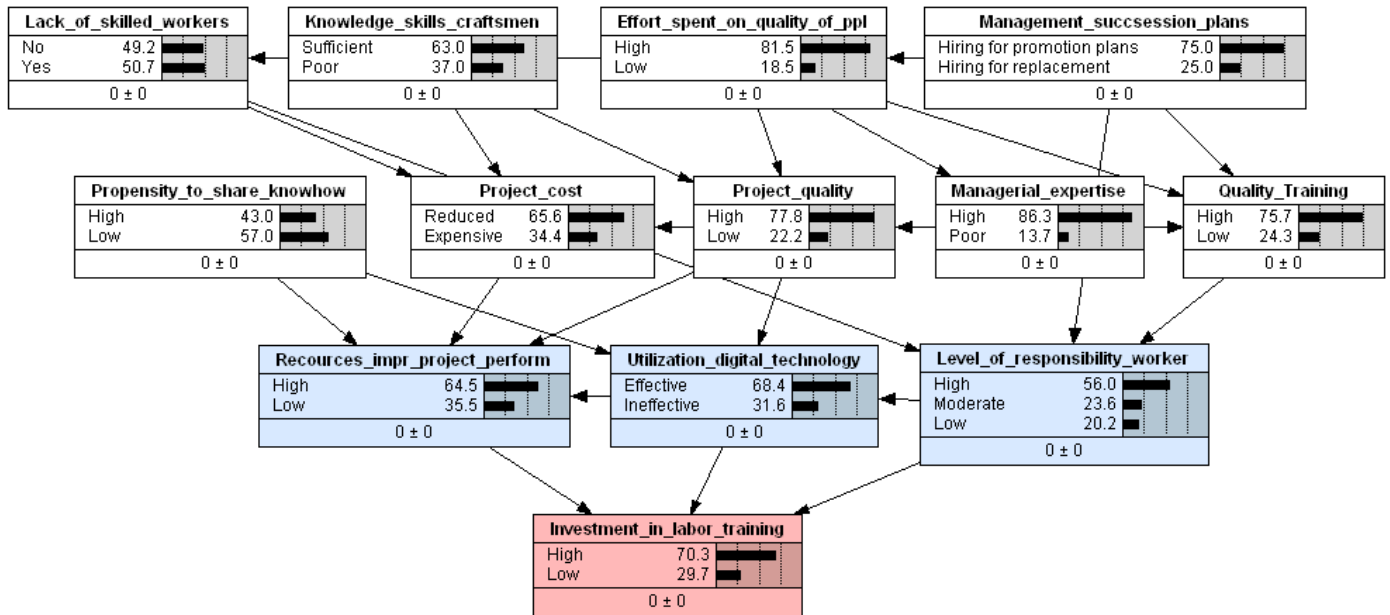 Lack_of_skilled_workers
No 49.2
Yes 50.7
0 ± 0
Knowledge_skills_craftsmen
Sufficient 63.0
Poor 37.0
0 ± 0
Effort_spent_on_quality_of_ppl
High 81.5
Low 18.5
0 ± 0
Management_succsession_plans
Hiring for promotion plans 75.0
Hiring for replacement 25.0
0 ± 0
Propensity_to_share_knowhow
High 43.0
Low 57.0
0 ± 0
Project_cost
Reduced 65.6
Expensive 34.4
0 ± 0
Project_quality
High 77.8
Low 22.2
0 ± 0
Managerial_expertise
High 86.3
Poor 13.7
0 ± 0
Quality_Training
High 75.7
Low 24.3
0 ± 0
Recources_impr_project_perform
High 64.5
Low 35.5
0 ± 0
Utilization_digital_technology
Effective 68.4
Ineffective 31.6
0 ± 0
Level_of_responsibility_worker
High 56.0
Moderate 23.6
Low 20.2
0 ± 0
Investment_in_labor_training
High 70.3
Low 29.7
0 ± 0